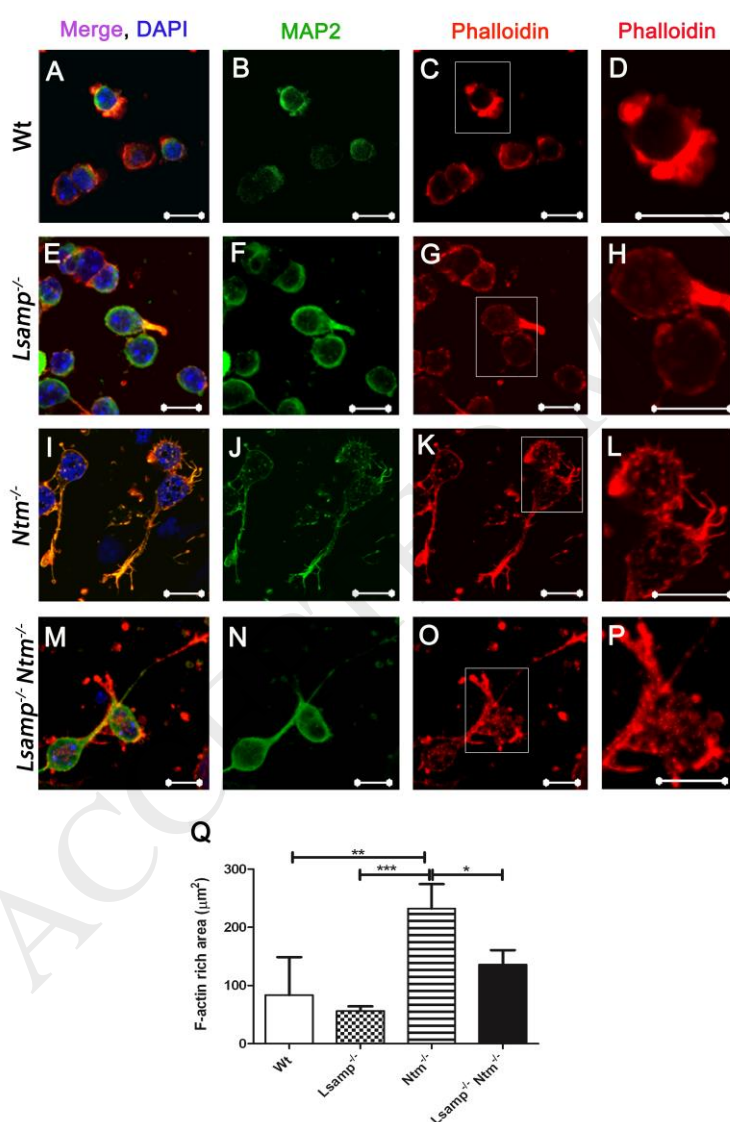 Merge, DAPI MAP2 Phalloidin Phalloidin
Wt A B C D
Lsamp-/- E F G H
Ntm-/- I J K L
Lsamp-/- Ntm-/- M N O P
Q
** 
*** *
300
200
100
0
F-actin rich area (μm²)
Wt Lsamp-/- Ntm-/- Lsamp-/- Ntm-/-